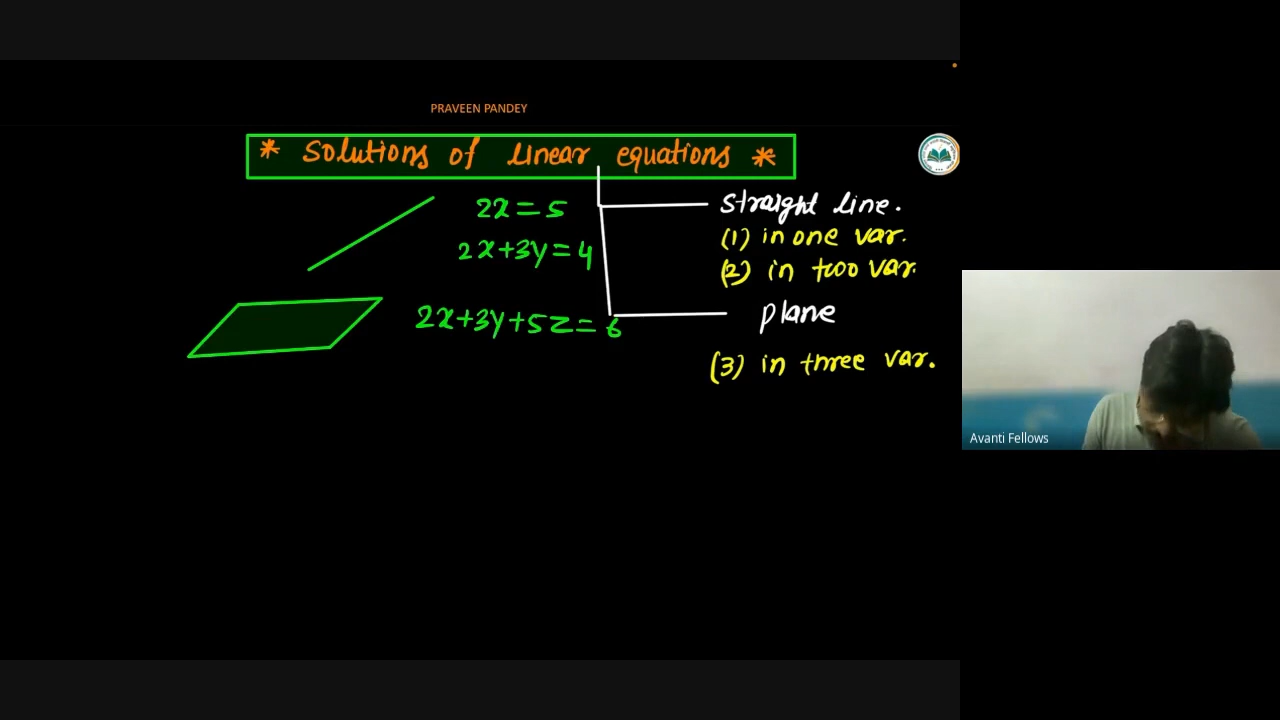 PRAVEEN PANDEY
* Solutions of Linear equations *
2x = 5
straight line.
(1) in one var.
2x+3y=4
(2) in two var.
2x+3y+5z=6
plane
(3) in three var.
Avanti Fellows